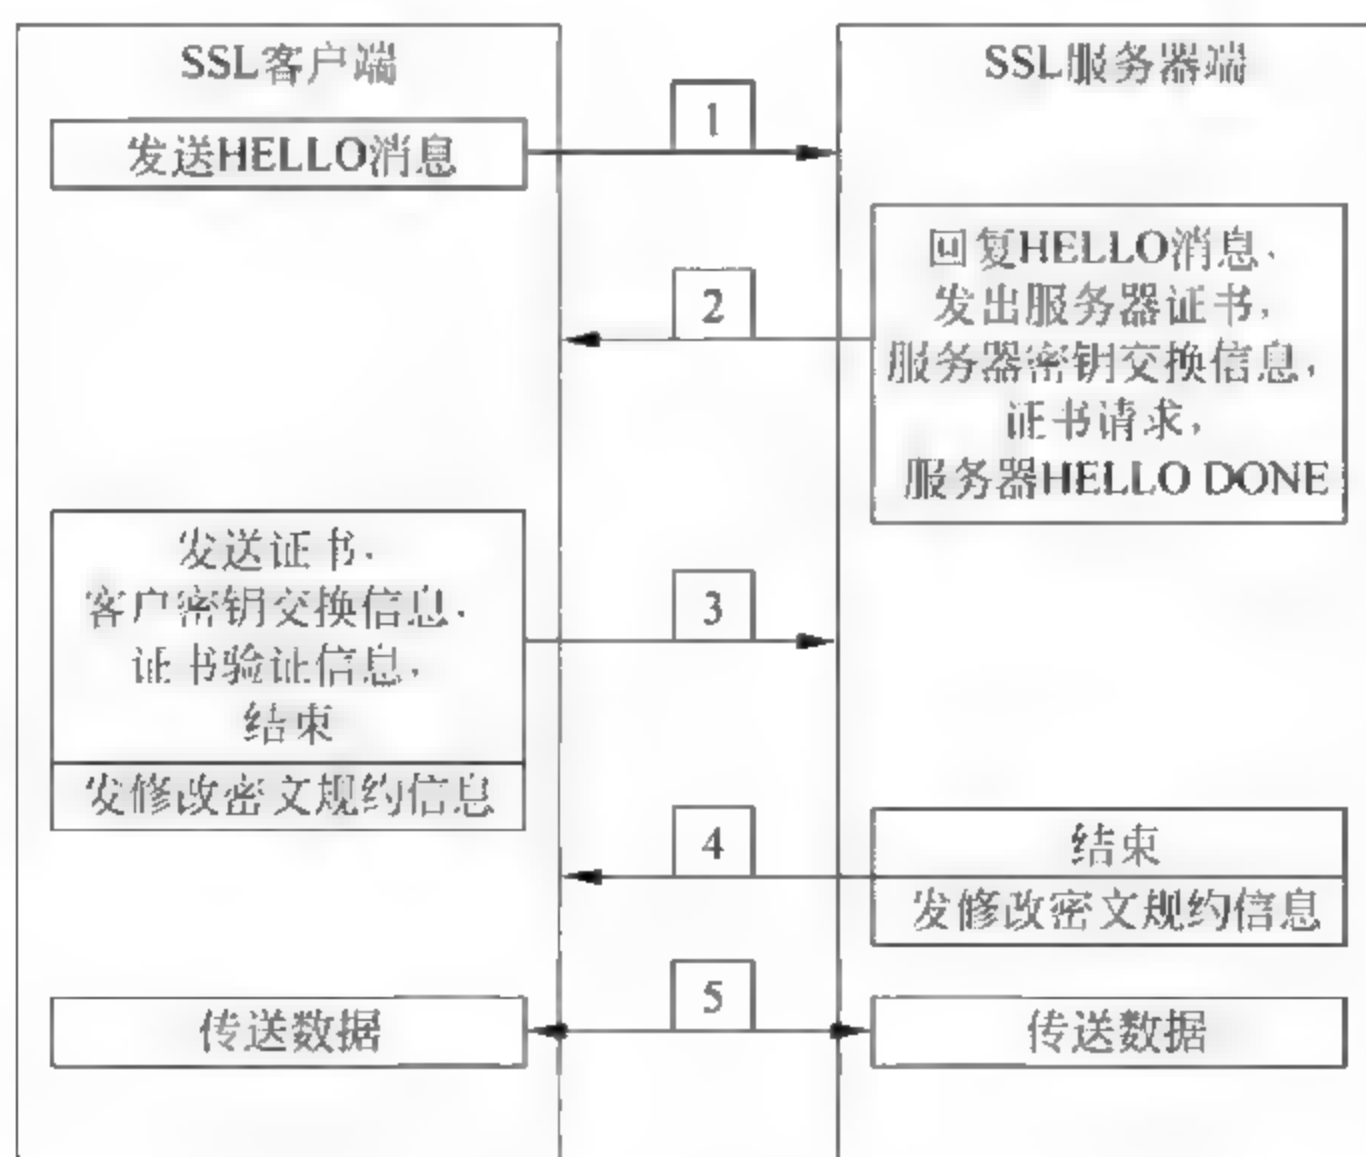 SSL客户端
SSL服务器端
1
发送HELLO消息
回复HELLO消息,
发出服务器证书,
服务器密钥交换信息,
证书请求,
服务器HELLO DONE
2
发送证书,
客户密钥交换信息,
证书验证信息,
结束
发修改密文规约信息
3
4
结束
发修改密文规约信息
5
传送数据
传送数据